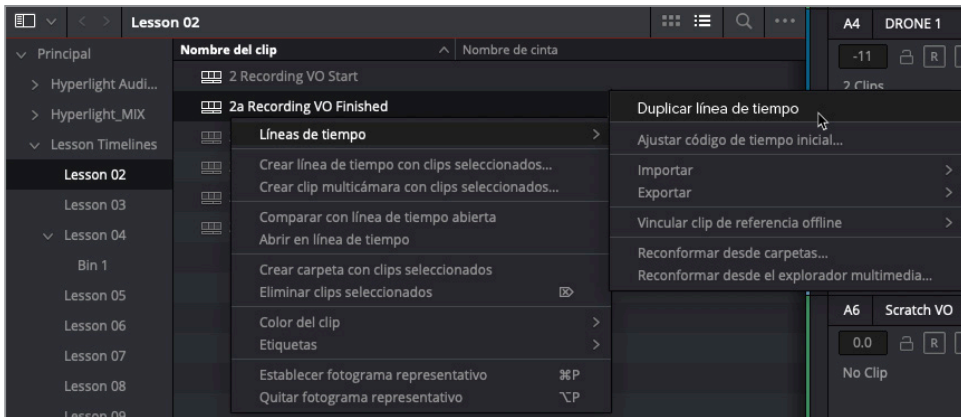 Lesson 02
A4 DRONE 1
Principal
Nombre del clip
Nombre de cinta
-11 R
Hyperlight Audi...
2 Recording VO Start
2 Clips
Hyperlight_MIX
2a Recording VO Finished
Duplicar línea de tiempo
Lesson Timelines
Líneas de tiempo
Ajustar código de tiempo inicial...
Lesson 02
Crear línea de tiempo con clips seleccionados...
Importar
Lesson 03
Crear clip multicámara con clips seleccionados...
Exportar
Lesson 04
Comparar con línea de tiempo abierta
Vincular clip de referencia offline
Abrir en línea de tiempo
Bin 1
Crear carpeta con clips seleccionados
Reconformar desde carpetas...
Lesson 05
Eliminar clips seleccionados
Reconformar desde el explorador multimedia...
Lesson 06
Color del clip
A6 Scratch VO
Etiquetas
0.0 R
Lesson 07
Establecer fotograma representativo ⌘P
No Clip
Lesson 08
Quitar fotograma representativo ⌥P
Lesson 09